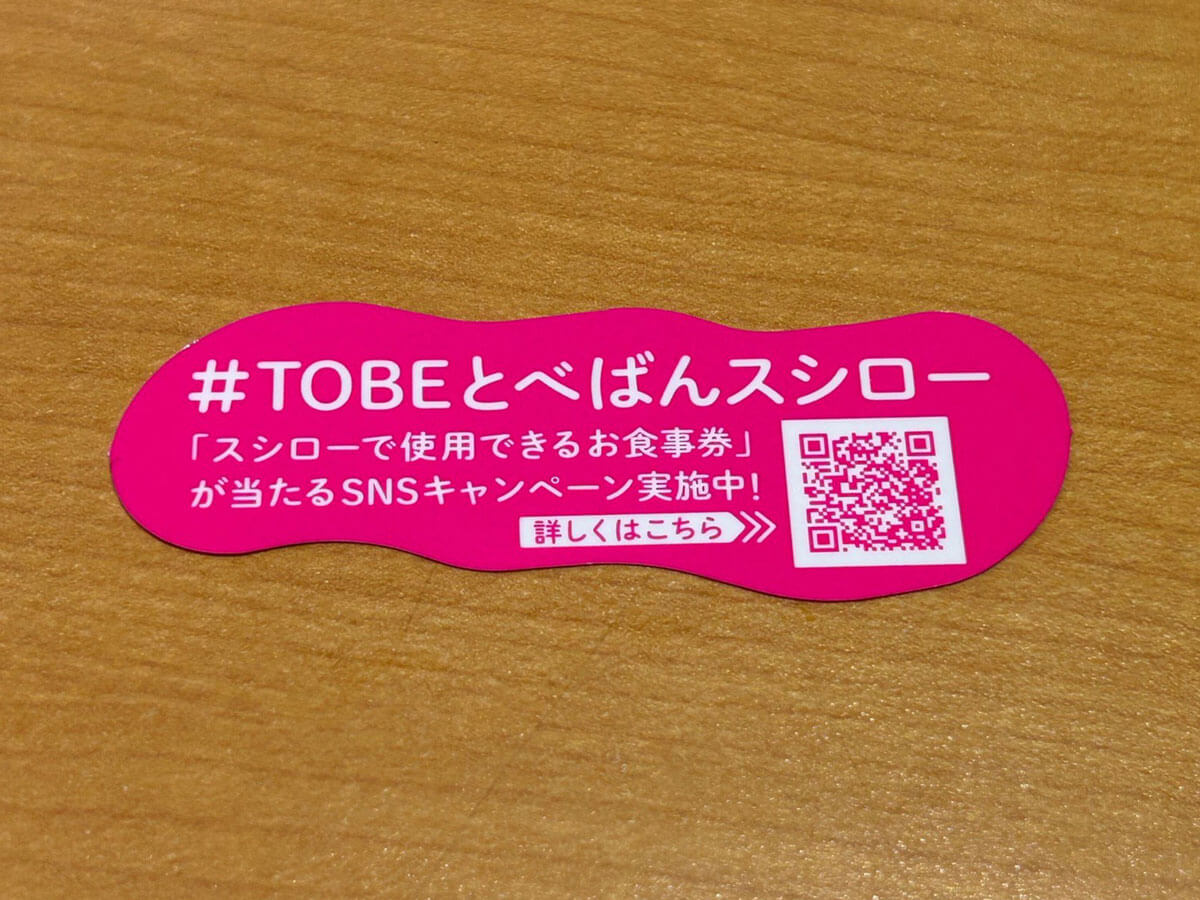 #TOBEとべばんスシロー
「スシローで使用できるお食事券」
が当たるSNSキャンペーン実施中!
詳しくはこちら